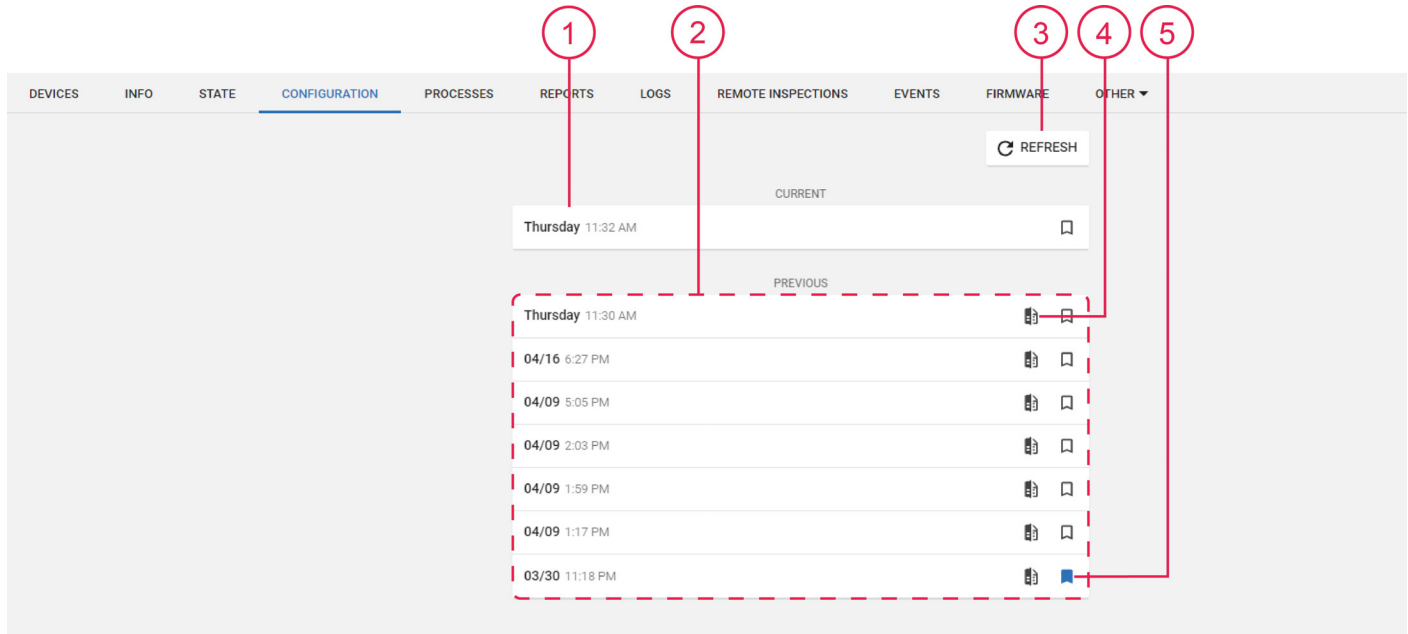 1 2 3 4 5
DEVICES INFO STATE CONFIGURATION PROCESSES REPORTS LOGS REMOTE INSPECTIONS EVENTS FIRMWARE OTHER
REFRESH
CURRENT
Thursday 11:32 AM
PREVIOUS
Thursday 11:30 AM
04/16 6:27 PM
04/09 5:05 PM
04/09 2:03 PM
04/09 1:59 PM
04/09 1:17 PM
03/30 11:18 PM